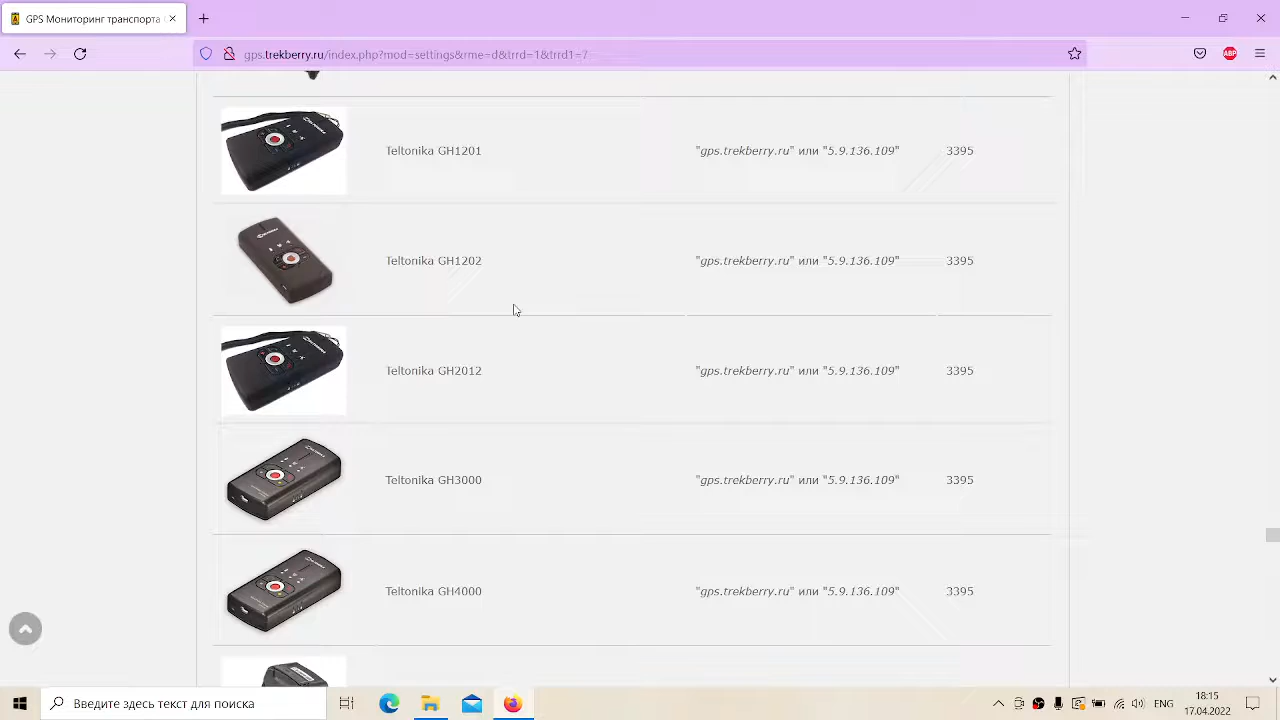 GPS Мониторинг транспорта
gps.trekberry.ru/index.php?mod=settings&rme=d&trrd=1&trrd1=7
ABP
Teltonika GH1201 "gps.trekberry.ru" или "5.9.136.109" 3395
Teltonika GH1202 "gps.trekberry.ru" или "5.9.136.109" 3395
Teltonika GH2012 "gps.trekberry.ru" или "5.9.136.109" 3395
Teltonika GH3000 "gps.trekberry.ru" или "5.9.136.109" 3395
Teltonika GH4000 "gps.trekberry.ru" или "5.9.136.109" 3395
Введите здесь текст для поиска
ENG
18:15
17.04.2022